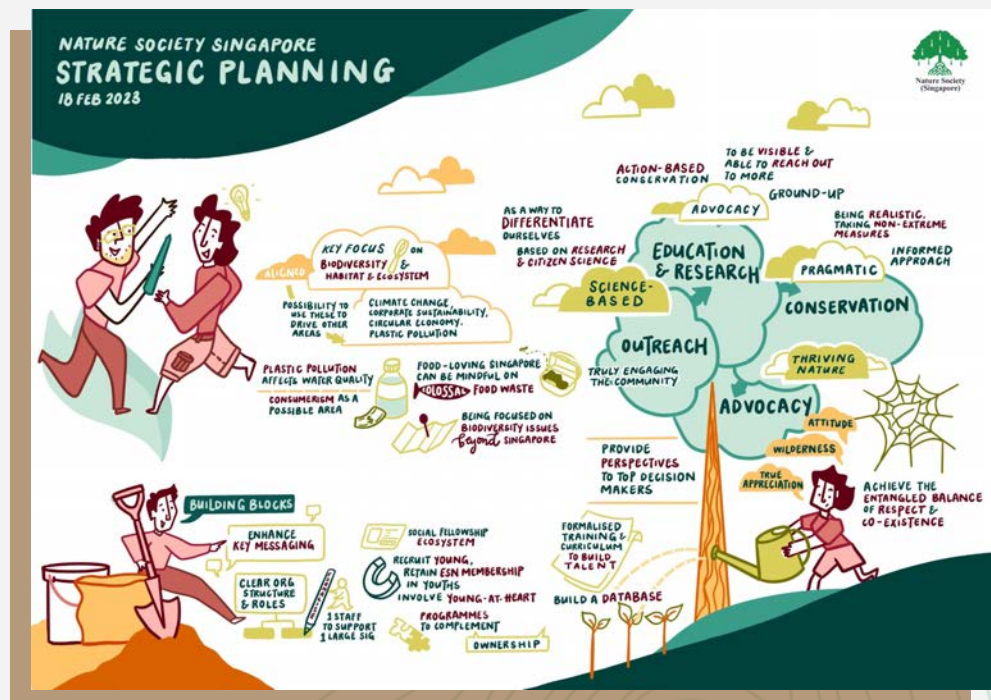 NATURE SOCIETY SINGAPORE
STRATEGIC PLANNING
18 FEB 2023
Nature Society
(Singapore)
ALIGNED
KEY FOCUS ON
BIODIVERSITY &
HABITAT & ECOSYSTEM
POSSIBILITY TO
USE THESE TO
DRIVE OTHER
AREAS
CLIMATE CHANGE,
CORPORATE SUSTAINABILITY,
CIRCULAR ECONOMY.
PLASTIC POLLUTION
PLASTIC POLLUTION
AFFECTS WATER QUALITY
CONSUMERISM AS A
POSSIBLE AREA
FOOD-LOVING SINGAPORE
CAN BE MINDFUL ON
COLOSSAL FOOD WASTE
BEING FOCUSED ON
BIODIVERSITY ISSUES
beyond SINGAPORE
AS A WAY TO
DIFFERENTIATE
OURSELVES
BASED ON RESEARCH
& CITIZEN SCIENCE
SCIENCE-
BASED
ACTION-BASED
CONSERVATION
TO BE VISIBLE &
ABLE TO REACH OUT
TO MORE
ADVOCACY
GROUND-UP
EDUCATION
& RESEARCH
BEING REALISTIC.
TAKING NON-EXTREME
MEASURES
PRAGMATIC
INFORMED
APPROACH
CONSERVATION
OUTREACH
TRULY ENGAGING
THE COMMUNITY
THRIVING
NATURE
ADVOCACY
ATTITUDE
WILDERNESS
TRUE
APPRECIATION
ACHIEVE THE
ENTANGLED BALANCE
OF RESPECT &
CO-EXISTENCE
PROVIDE
PERSPECTIVES
TO TOP DECISION
MAKERS
FORMALISED
TRAINING &
CURRICULUM
TO BUILD
TALENT
BUILD A DATABASE
BUILDING BLOCKS
ENHANCE
KEY MESSAGING
CLEAR ORG
STRUCTURE
& ROLES
1 STAFF
TO SUPPORT
1 LARGE SIG
SOCIAL FELLOWSHIP
ECOSYSTEM
RECRUIT YOUNG,
RETAIN ESN MEMBERSHIP
IN YOUTHS
INVOLVE YOUNG-AT-HEART
PROGRAMMES
TO COMPLEMENT
OWNERSHIP